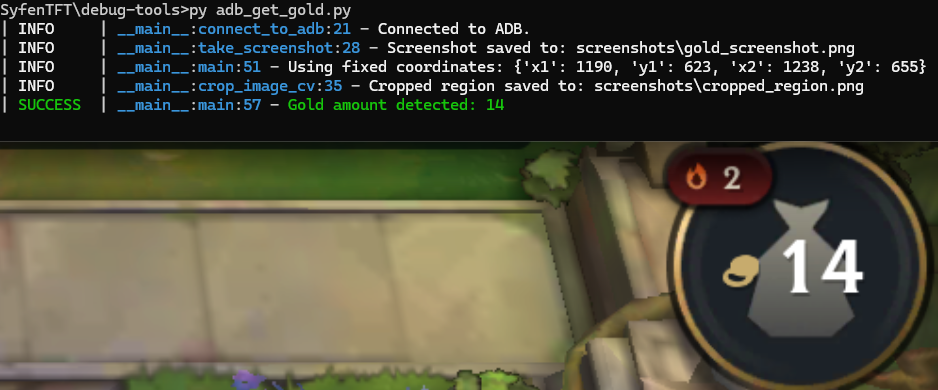 SyfenTFT\debug-tools>py adb_get_gold.py
| INFO     | __main__:connect_to_adb:21 - Connected to ADB.
| INFO     | __main__:take_screenshot:28 - Screenshot saved to: screenshots\gold_screenshot.png
| INFO     | __main__:main:51 - Using fixed coordinates: {'x1': 1190, 'y1': 623, 'x2': 1238, 'y2': 655}
| INFO     | __main__:crop_image_cv:35 - Cropped region saved to: screenshots\cropped_region.png
| SUCCESS  | __main__:main:57 - Gold amount detected: 14
2
14